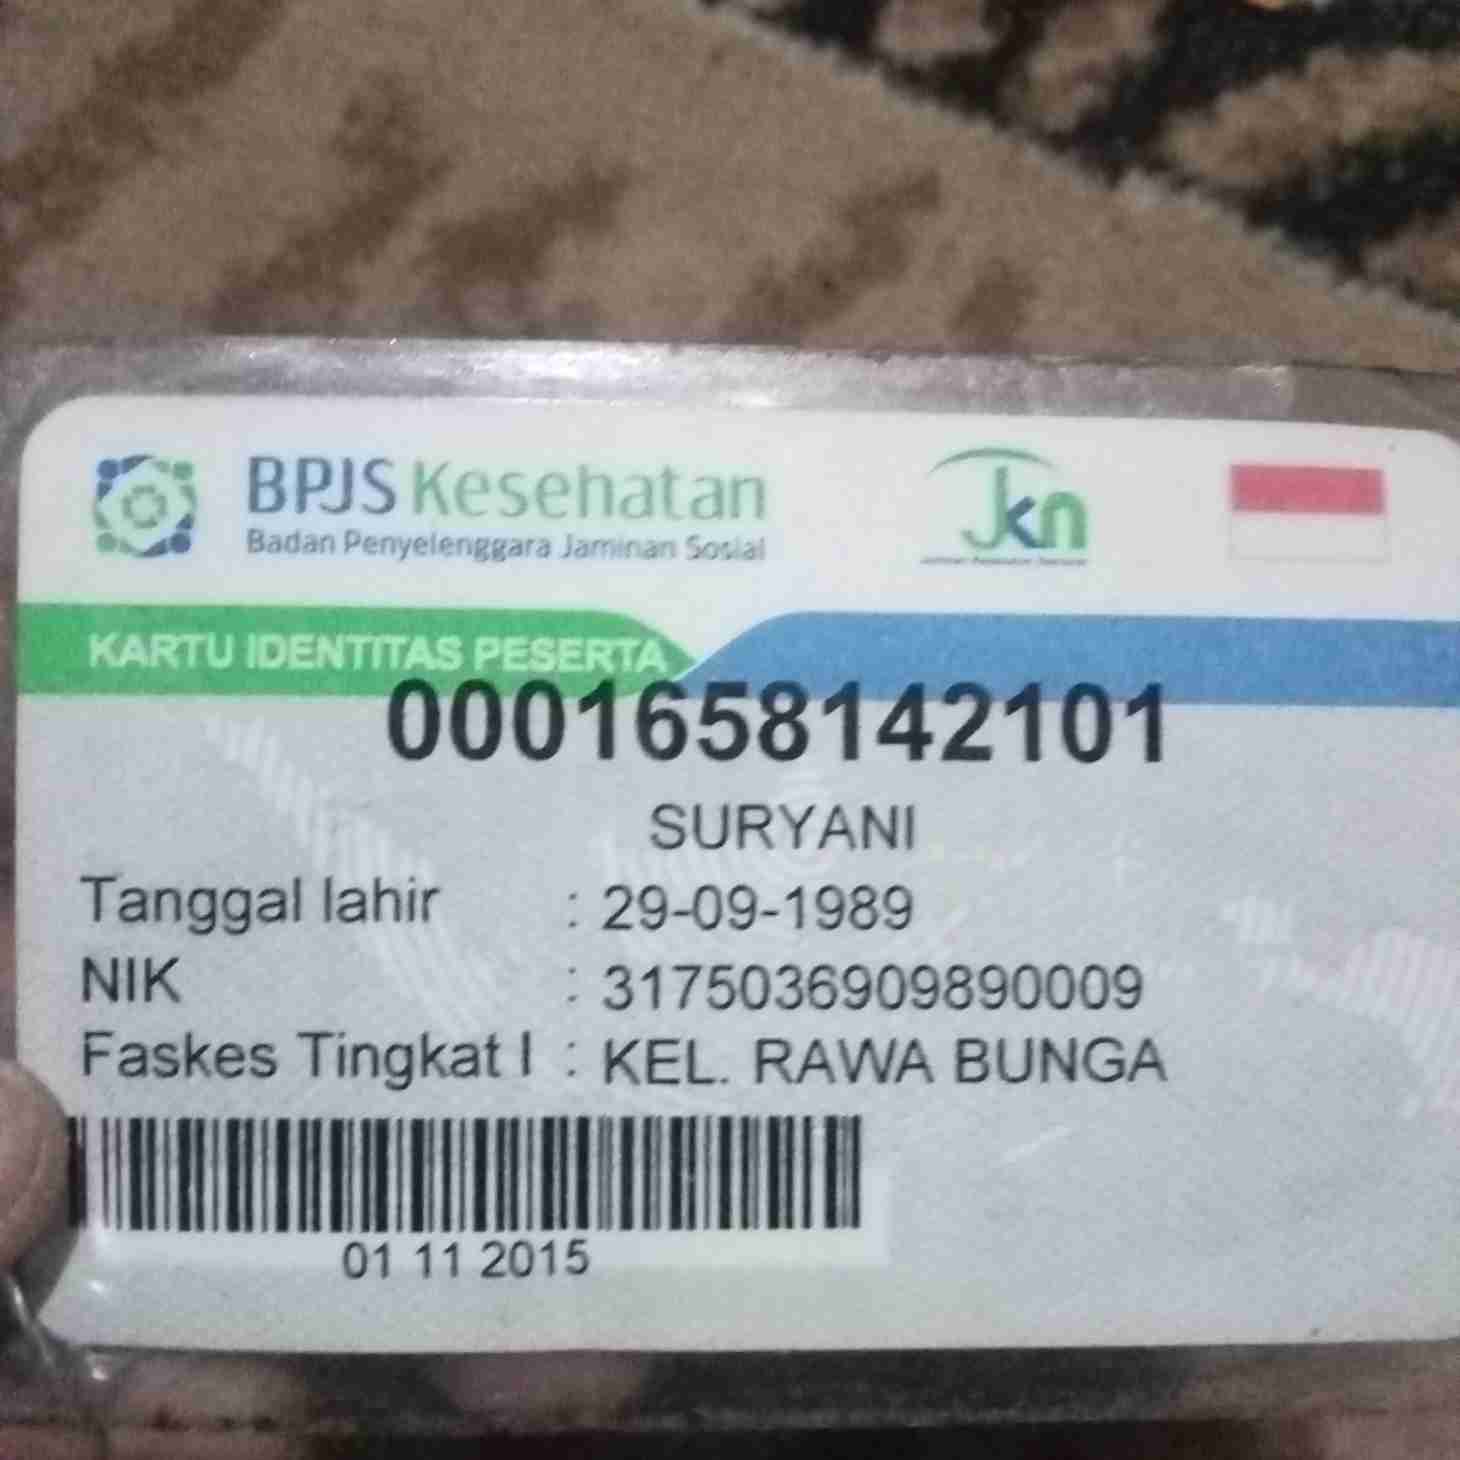 BPJS Kesehatan
Badan Penyelenggara Jaminan Sosial
Jkn
KARTU IDENTITAS PESERTA
0001658142101
SURYANI
Tanggal lahir : 29-09-1989
NIK : 3175036909890009
Faskes Tingkat I : KEL. RAWA BUNGA
01 11 2015